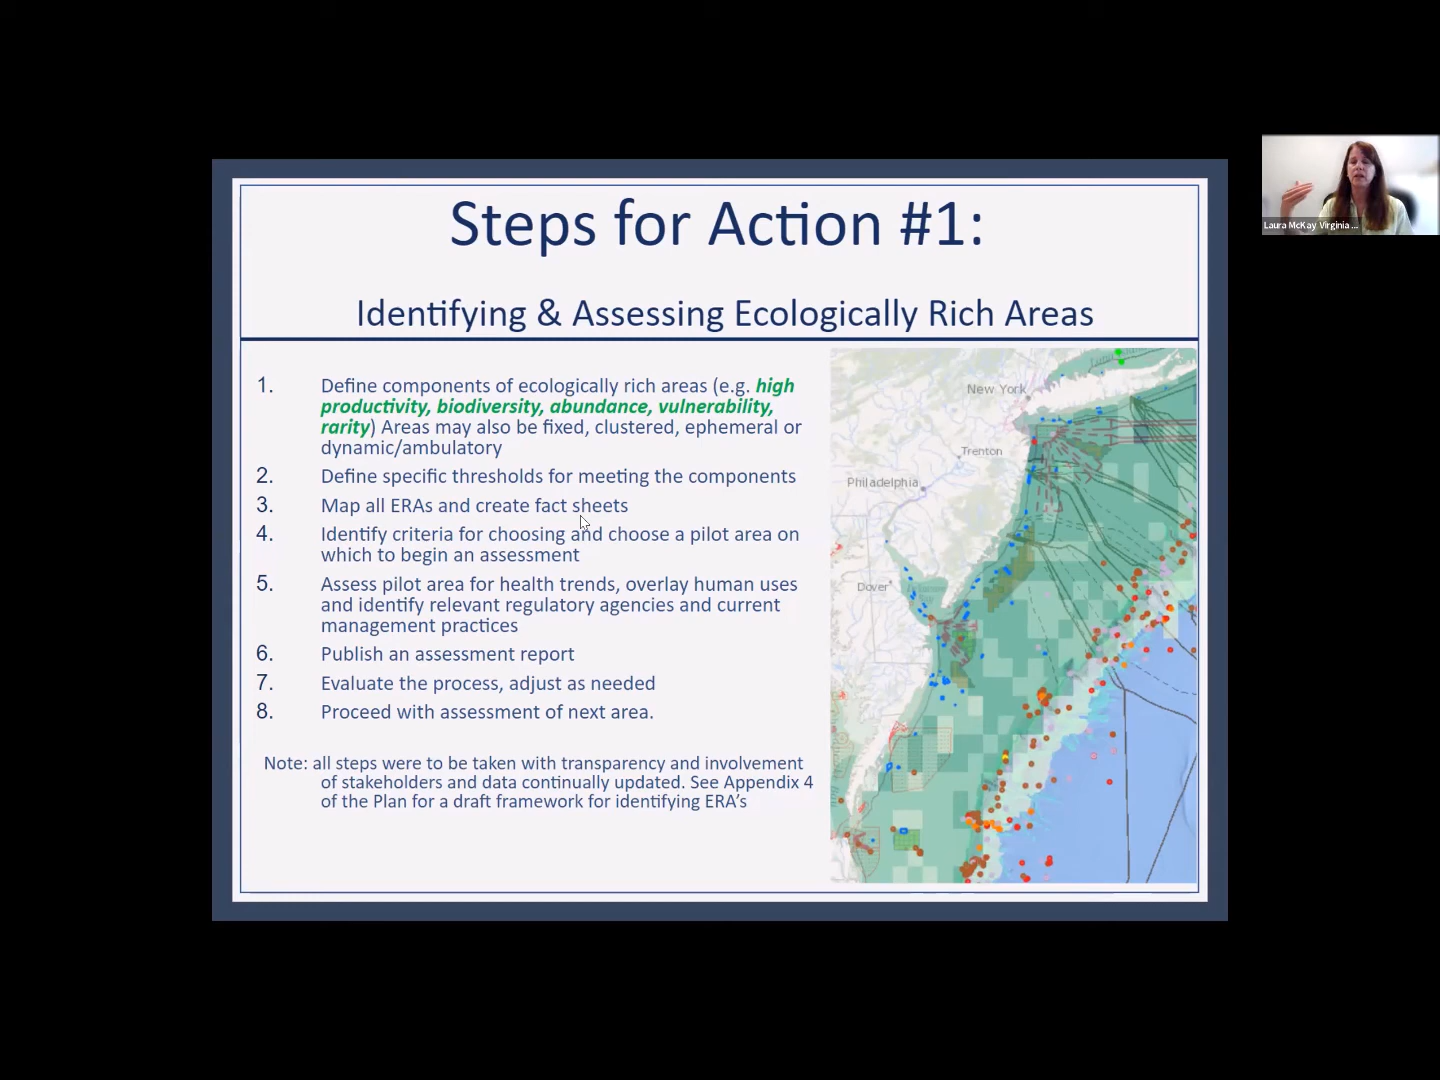 Steps for Action #1:
Identifying & Assessing Ecologically Rich Areas
1. Define components of ecologically rich areas (e.g. high
productivity, biodiversity, abundance, vulnerability,
rarity) Areas may also be fixed, clustered, ephemeral or
dynamic/ambulatory
2. Define specific thresholds for meeting the components
3. Map all ERAs and create fact sheets
4. Identify criteria for choosing and choose a pilot area on
which to begin an assessment
5. Assess pilot area for health trends, overlay human uses
and identify relevant regulatory agencies and current
management practices
6. Publish an assessment report
7. Evaluate the process, adjust as needed
8. Proceed with assessment of next area.
Note: all steps were to be taken with transparency and involvement
of stakeholders and data continually updated. See Appendix 4
of the Plan for a draft framework for identifying ERA's
New York
Trenton
Philadelphia
Dover
Laura McKay Virginia ...